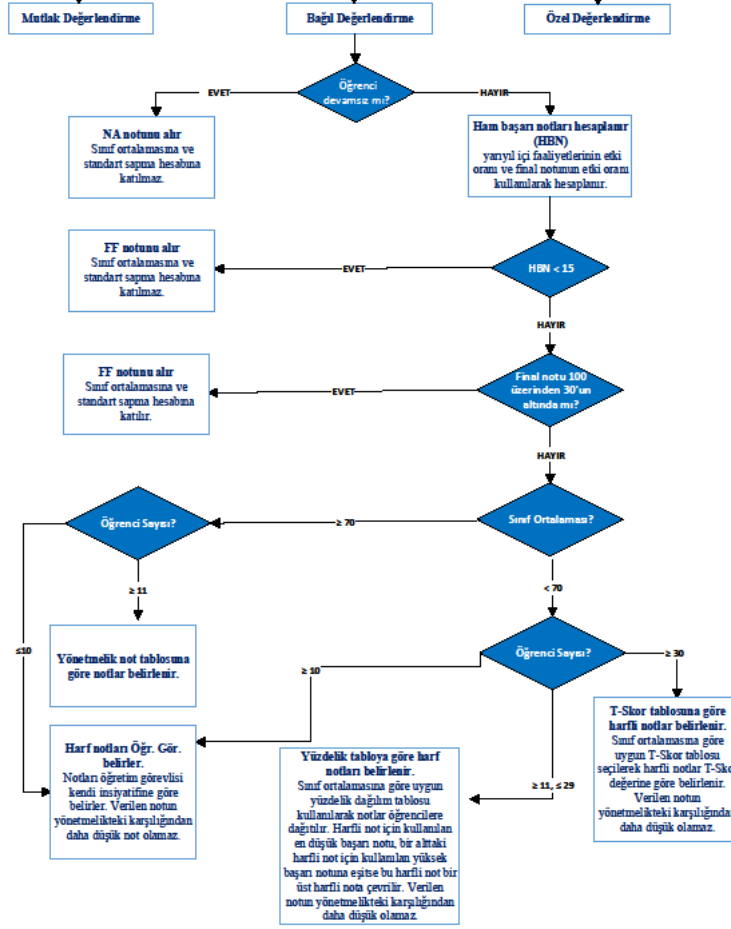 Mutlak Değerlendirme
Bağıl Değerlendirme
Özel Değerlendirme
Öğrenci
devamsız mı?
EVET
HAYIR
NA notunu alır
Sınıf ortalamasına ve
standart sapma hesabına
katılmaz.
Ham başarı notları hesaplanır
(HBN)
yarıyıl içi faaliyetlerinin etki
oranı ve final notunun etki oranı
kullanılarak hesaplanır.
FF notunu alır
Sınıf ortalamasına ve
standart sapma hesabına
katılmaz.
EVET
HBN < 15
HAYIR
FF notunu alır
Sınıf ortalamasına ve
standart sapma hesabına
katılır.
EVET
Final notu 100
üzerinden 30'un
altında mı?
HAYIR
Öğrenci Sayısı?
≥ 70
Sınıf Ortalaması?
≥ 11
< 70
≤10
Yönetmelik not tablosuna
göre notlar belirlenir.
≥ 10
Öğrenci Sayısı?
≥ 30
Harf notları Öğr. Gör.
belirler.
Notları öğretim görevlisi
kendi insiyatifine göre
belirler. Verilen notun
yönetmelikteki karşılığından
daha düşük not olamaz.
Yüzdelik tabloya göre harf
notları belirlenir.
Sınıf ortalamasına göre uygun
yüzdelik dağılım tablosu
kullanılarak notlar öğrencilere
dağıtılır. Harfli not için kullanılan
en düşük başarı notu, bir alttaki
harfli not için kullanılan yüksek
başarı notuna eşitse bu harfli not bir
üst harfli nota çevrilir. Verilen
notun yönetmelikteki karşılığından
daha düşük olamaz.
≥ 11, ≤ 29
T-Skor tablosuna göre
harfli notlar belirlenir.
Sınıf ortalamasına göre
uygun T-Skor tablosu
seçilerek harfli notlar T-Sko
değerine göre belirlenir.
Verilen notun
yönetmelikteki karşılığından
daha düşük olamaz.